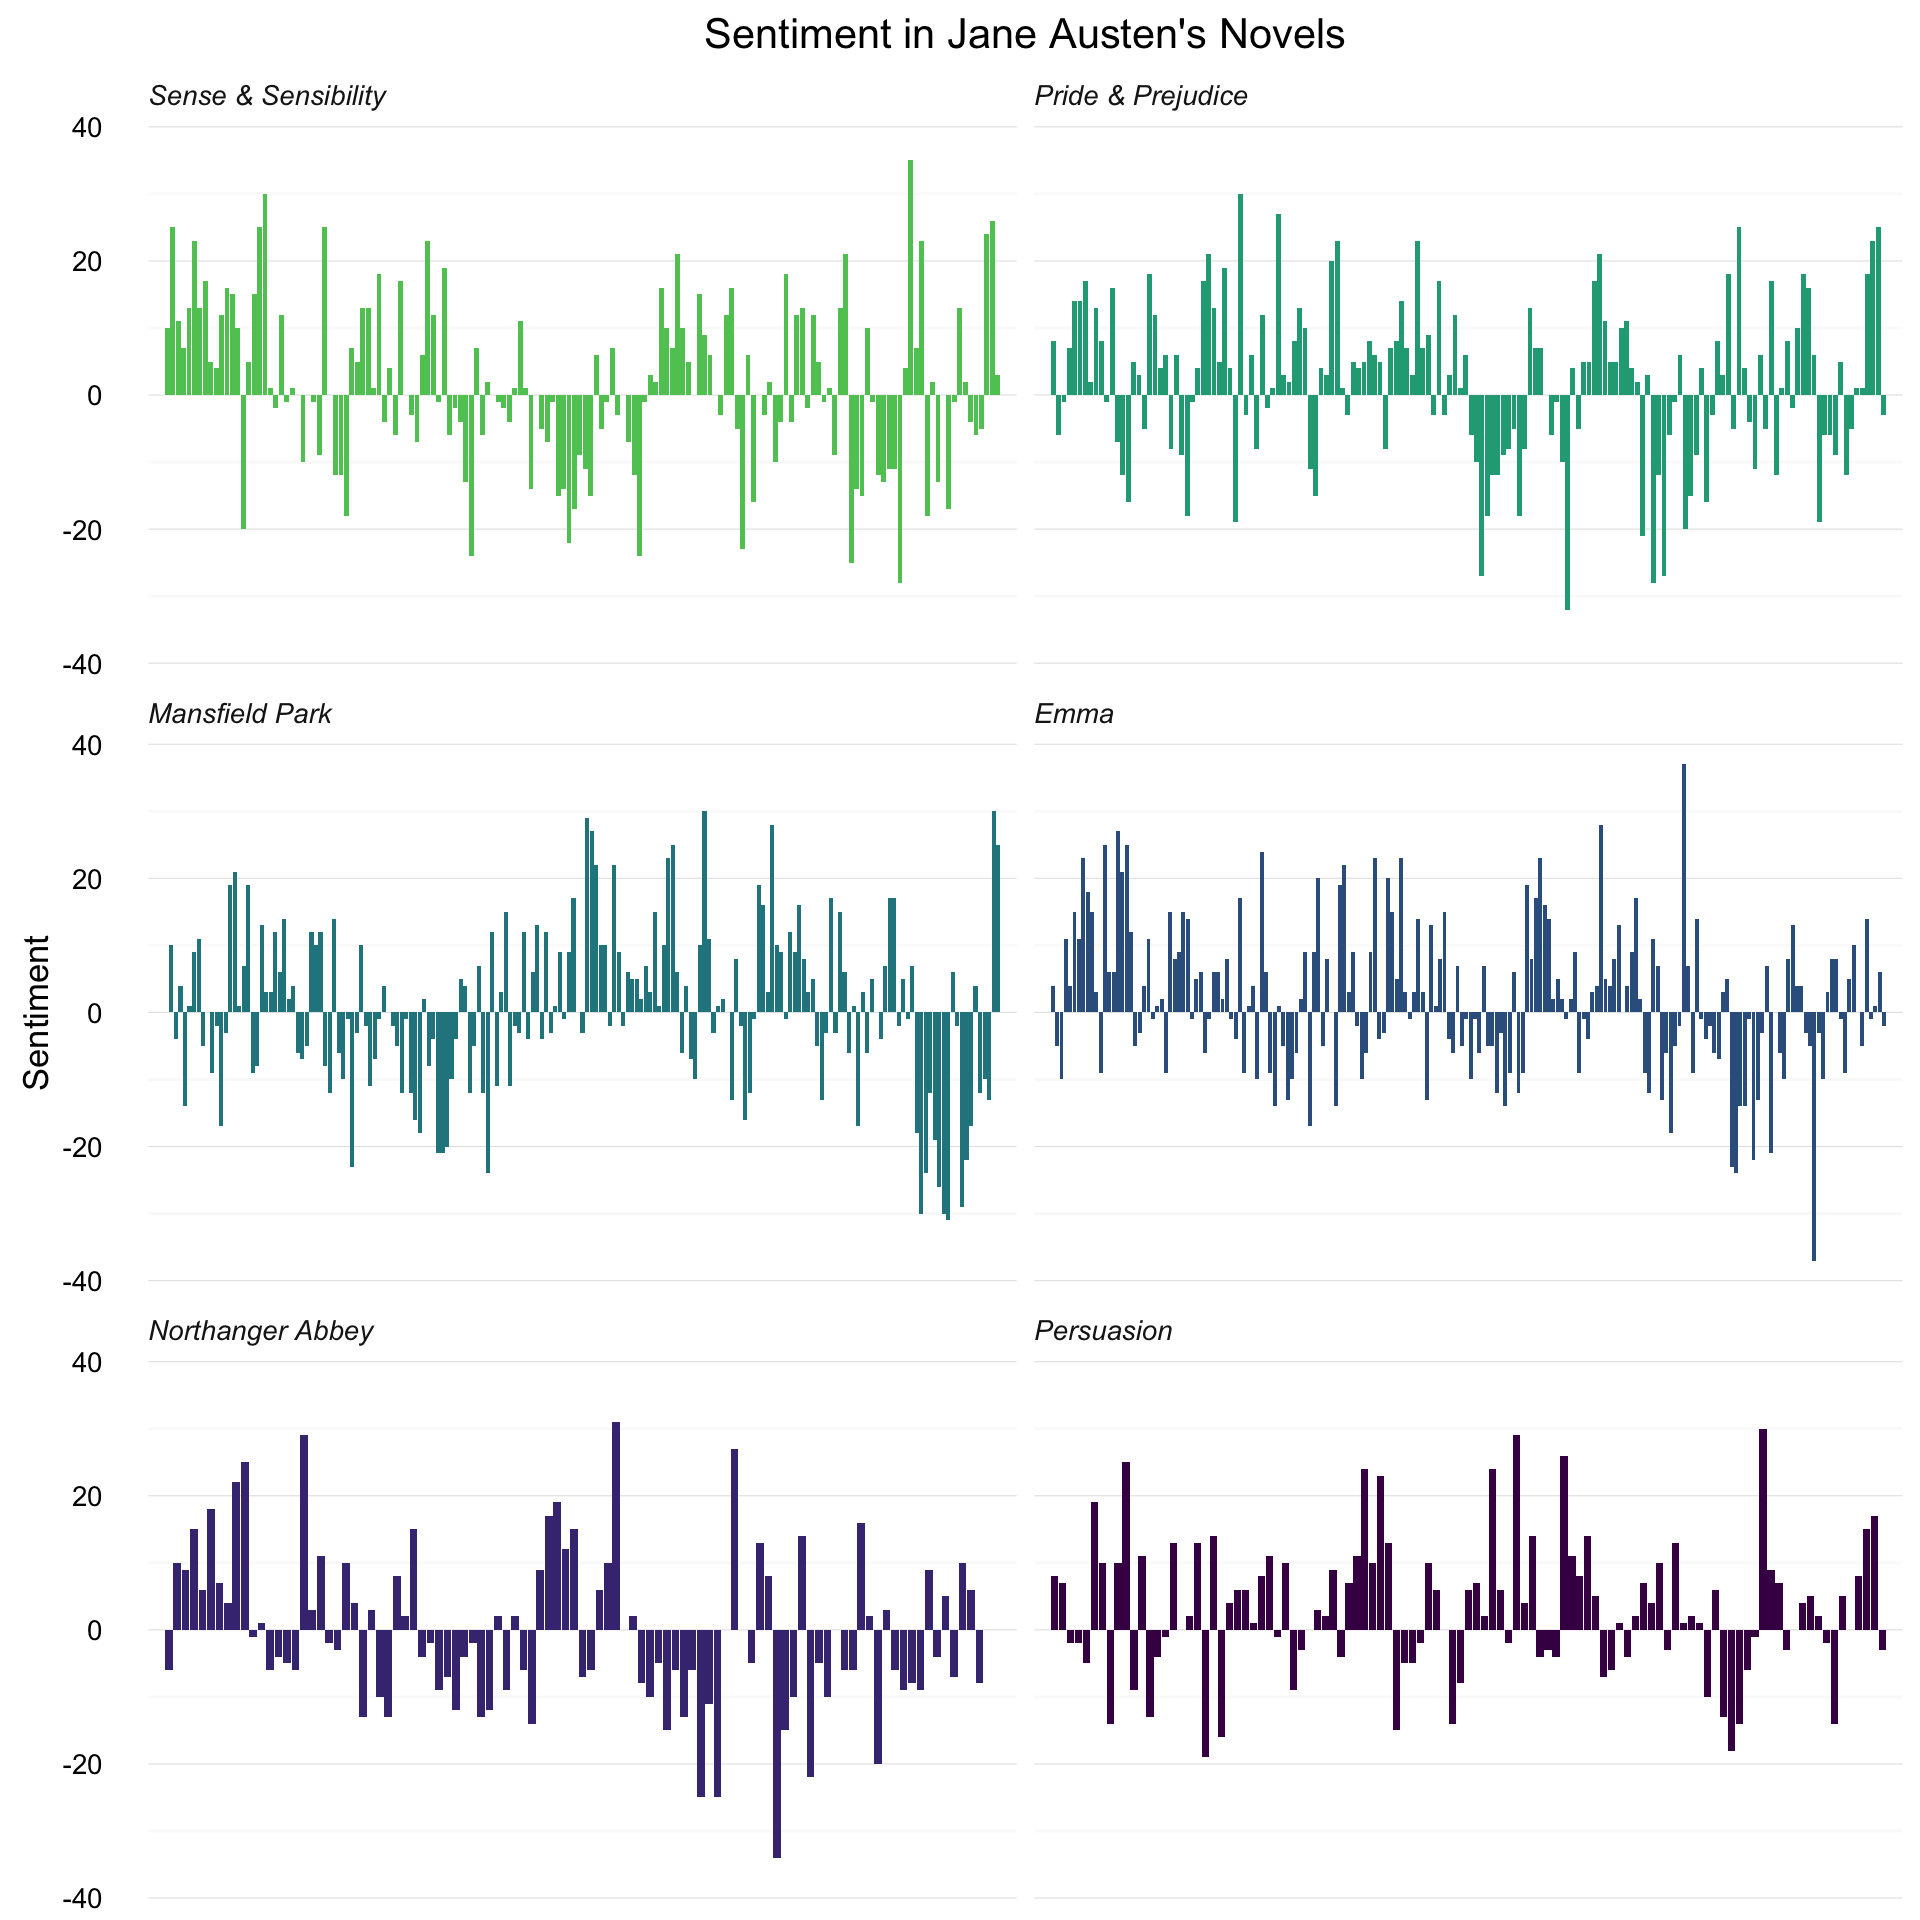 Sentiment in Jane Austen's Novels
Sense & Sensibility
Pride & Prejudice
40
20
0
-20
-40
Mansfield Park
Emma
40
20
0
-20
-40
Sentiment
Northanger Abbey
Persuasion
40
20
0
-20
-40